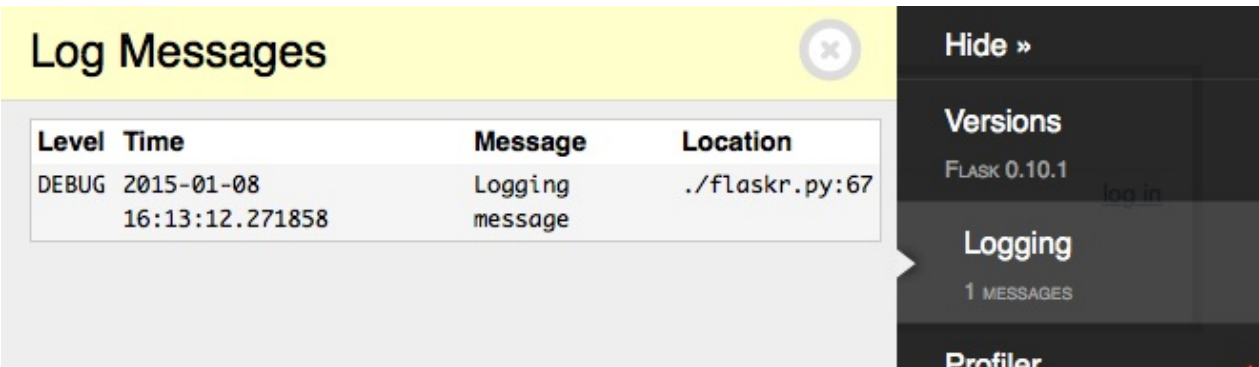 Log Messages
Level Time Message Location
DEBUG 2015-01-08 Logging ./flaskr.py:67
16:13:12.271858 message
Hide »
Versions
FLASK 0.10.1
log in
Logging
1 MESSAGES
Profiler